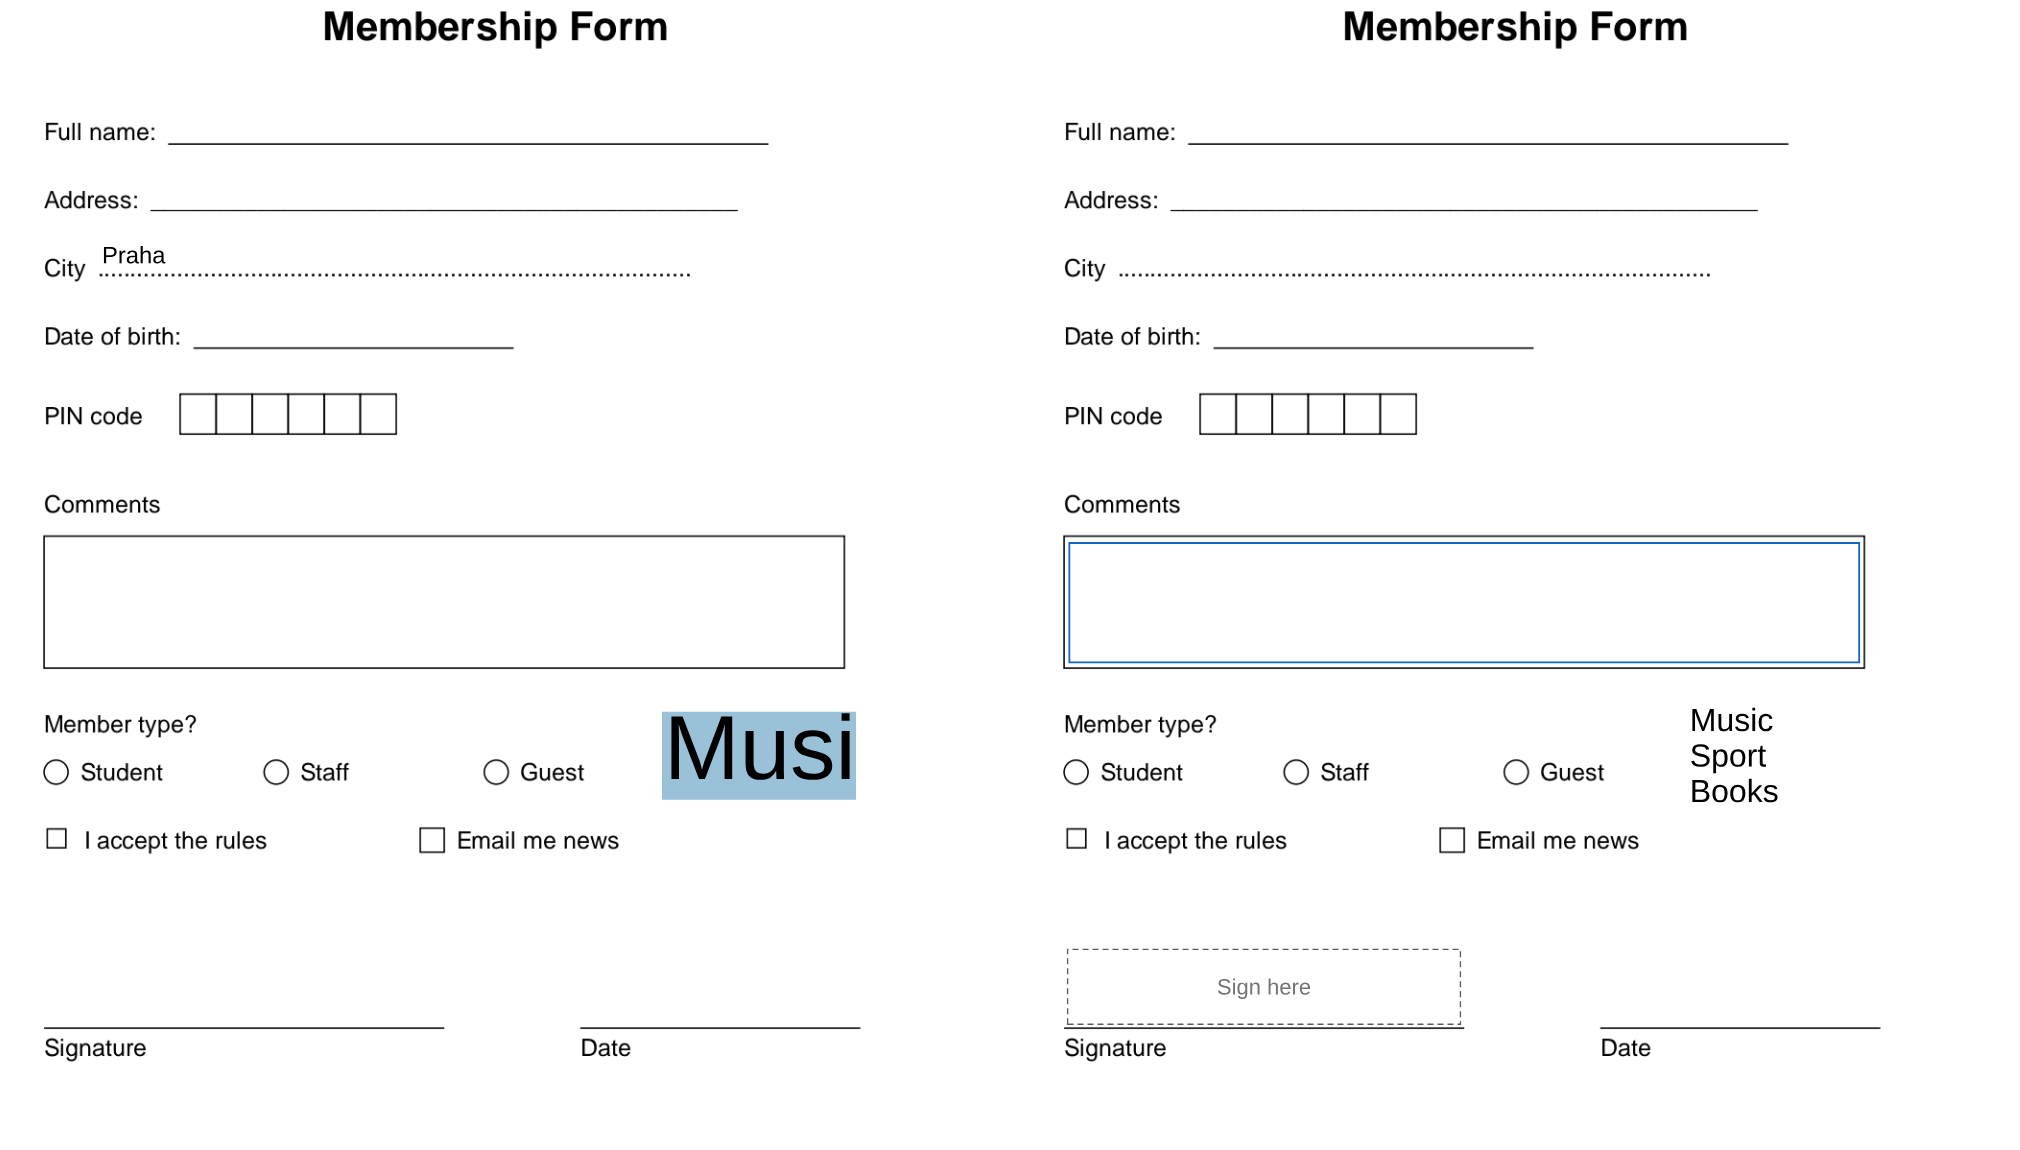 Membership Form
Full name:
Address:
City Praha
Date of birth:
PIN code
Comments
Member type?
Student Staff Guest
Musi
I accept the rules Email me news
Signature Date
Membership Form
Full name:
Address:
City
Date of birth:
PIN code
Comments
Member type?
Student Staff Guest
Music
Sport
Books
I accept the rules Email me news
Sign here
Signature Date